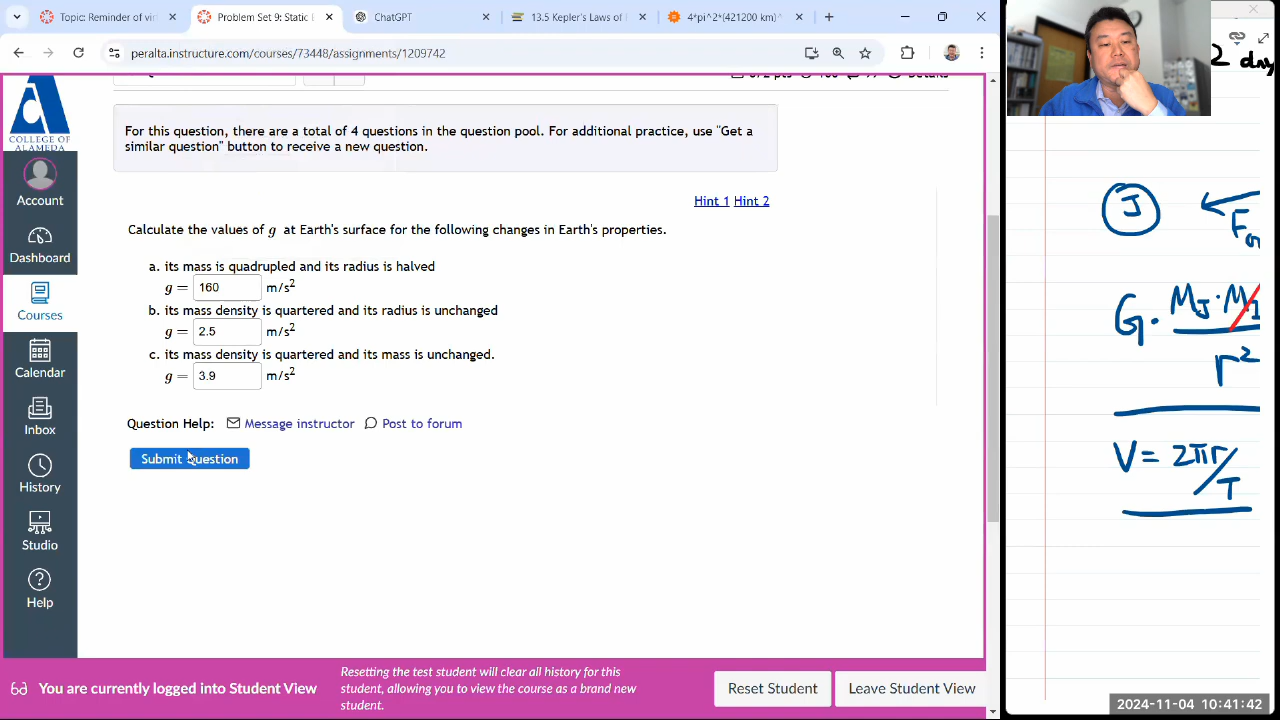 Topic: Reminder of vir
Problem Set 9: Static
ChatGPT
13.5 Kepler's Laws of
4*pi^2*(421800 km)^
peralta.instructure.com/courses/73448/assignments/
Details
For this question, there are a total of 4 questions in the question pool. For additional practice, use "Get a
similar question" button to receive a new question.
COLLEGE OF
ALAMEDA
Account
Dashboard
Courses
Calendar
Inbox
History
Studio
Help
Hint 1 Hint 2
Calculate the values of g at Earth's surface for the following changes in Earth's properties.
a. its mass is quadrupled and its radius is halved
g = 160 m/s²
b. its mass density is quartered and its radius is unchanged
g = 2.5 m/s²
c. its mass density is quartered and its mass is unchanged.
g = 3.9 m/s²
Question Help: Message instructor Post to forum
Submit Question
You are currently logged into Student View
Resetting the test student will clear all history for this
student, allowing you to view the course as a brand new
student.
Reset Student
Leave Student View
2 day
J
G · M_J · M
r²
V = 2πr/T
2024-11-04 10:41:42